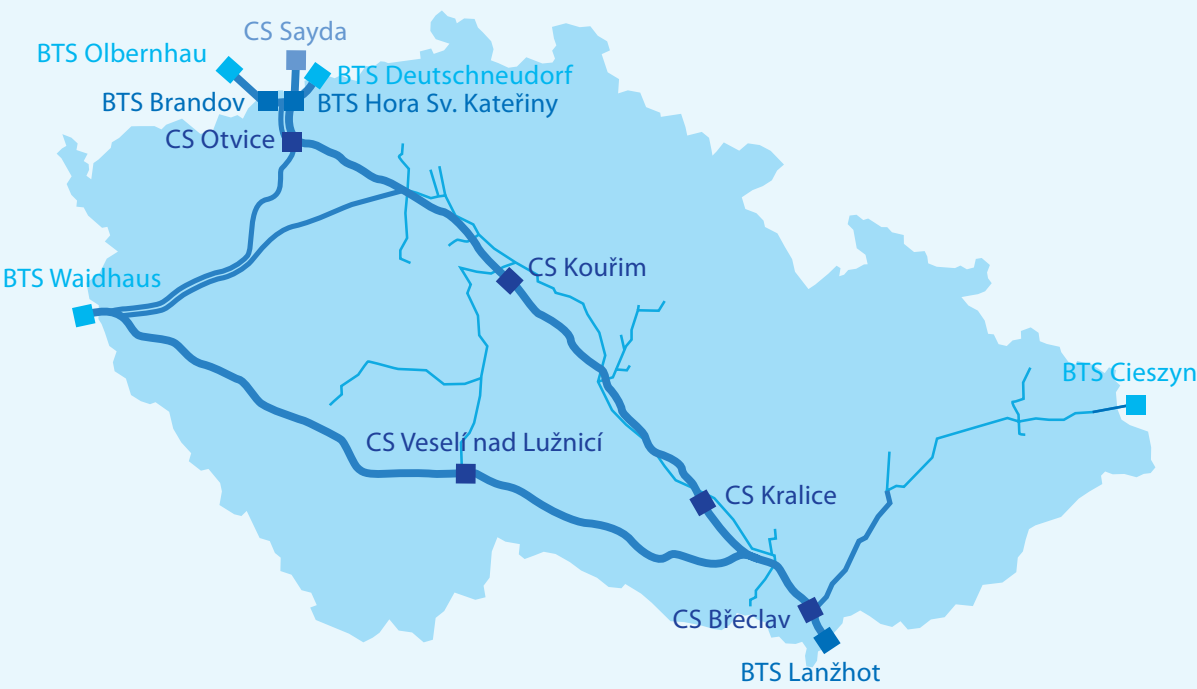 CS Sayda
BTS Olbernhau
BTS Deutschneudorf
BTS Brandov
BTS Hora Sv. Kateřiny
CS Otvice
CS Kouřim
BTS Waidhaus
BTS Cieszyn
CS Veselí nad Lužnicí
CS Kralice
CS Břeclav
BTS Lanžhot